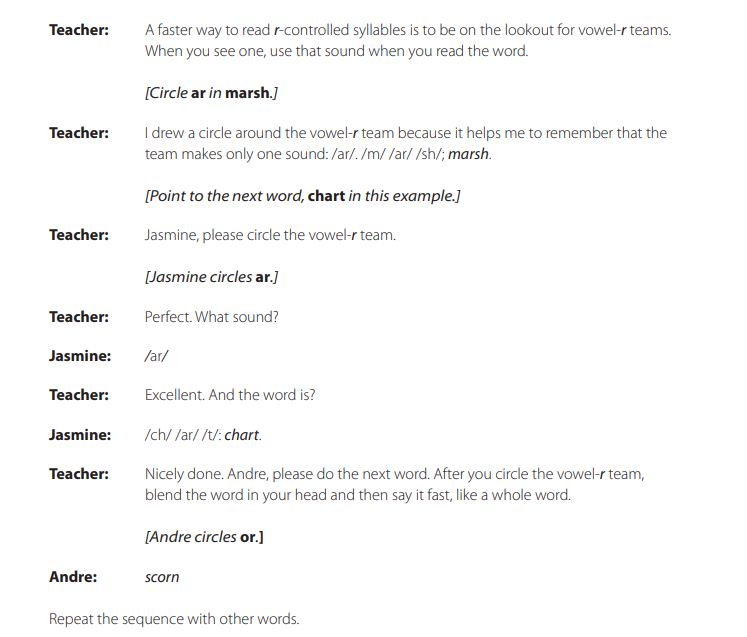 Teacher: A faster way to read r-controlled syllables is to be on the lookout for vowel-r teams.
When you see one, use that sound when you read the word.
[Circle ar in marsh.]
Teacher: I drew a circle around the vowel-r team because it helps me to remember that the
team makes only one sound: /ar/. /m/ /ar/ /sh/; marsh.
[Point to the next word, chart in this example.]
Teacher: Jasmine, please circle the vowel-r team.
[Jasmine circles ar.]
Teacher: Perfect. What sound?
Jasmine: /ar/
Teacher: Excellent. And the word is?
Jasmine: /ch/ /ar/ /t/: chart.
Teacher: Nicely done. Andre, please do the next word. After you circle the vowel-r team,
blend the word in your head and then say it fast, like a whole word.
[Andre circles or.]
Andre: scorn
Repeat the sequence with other words.